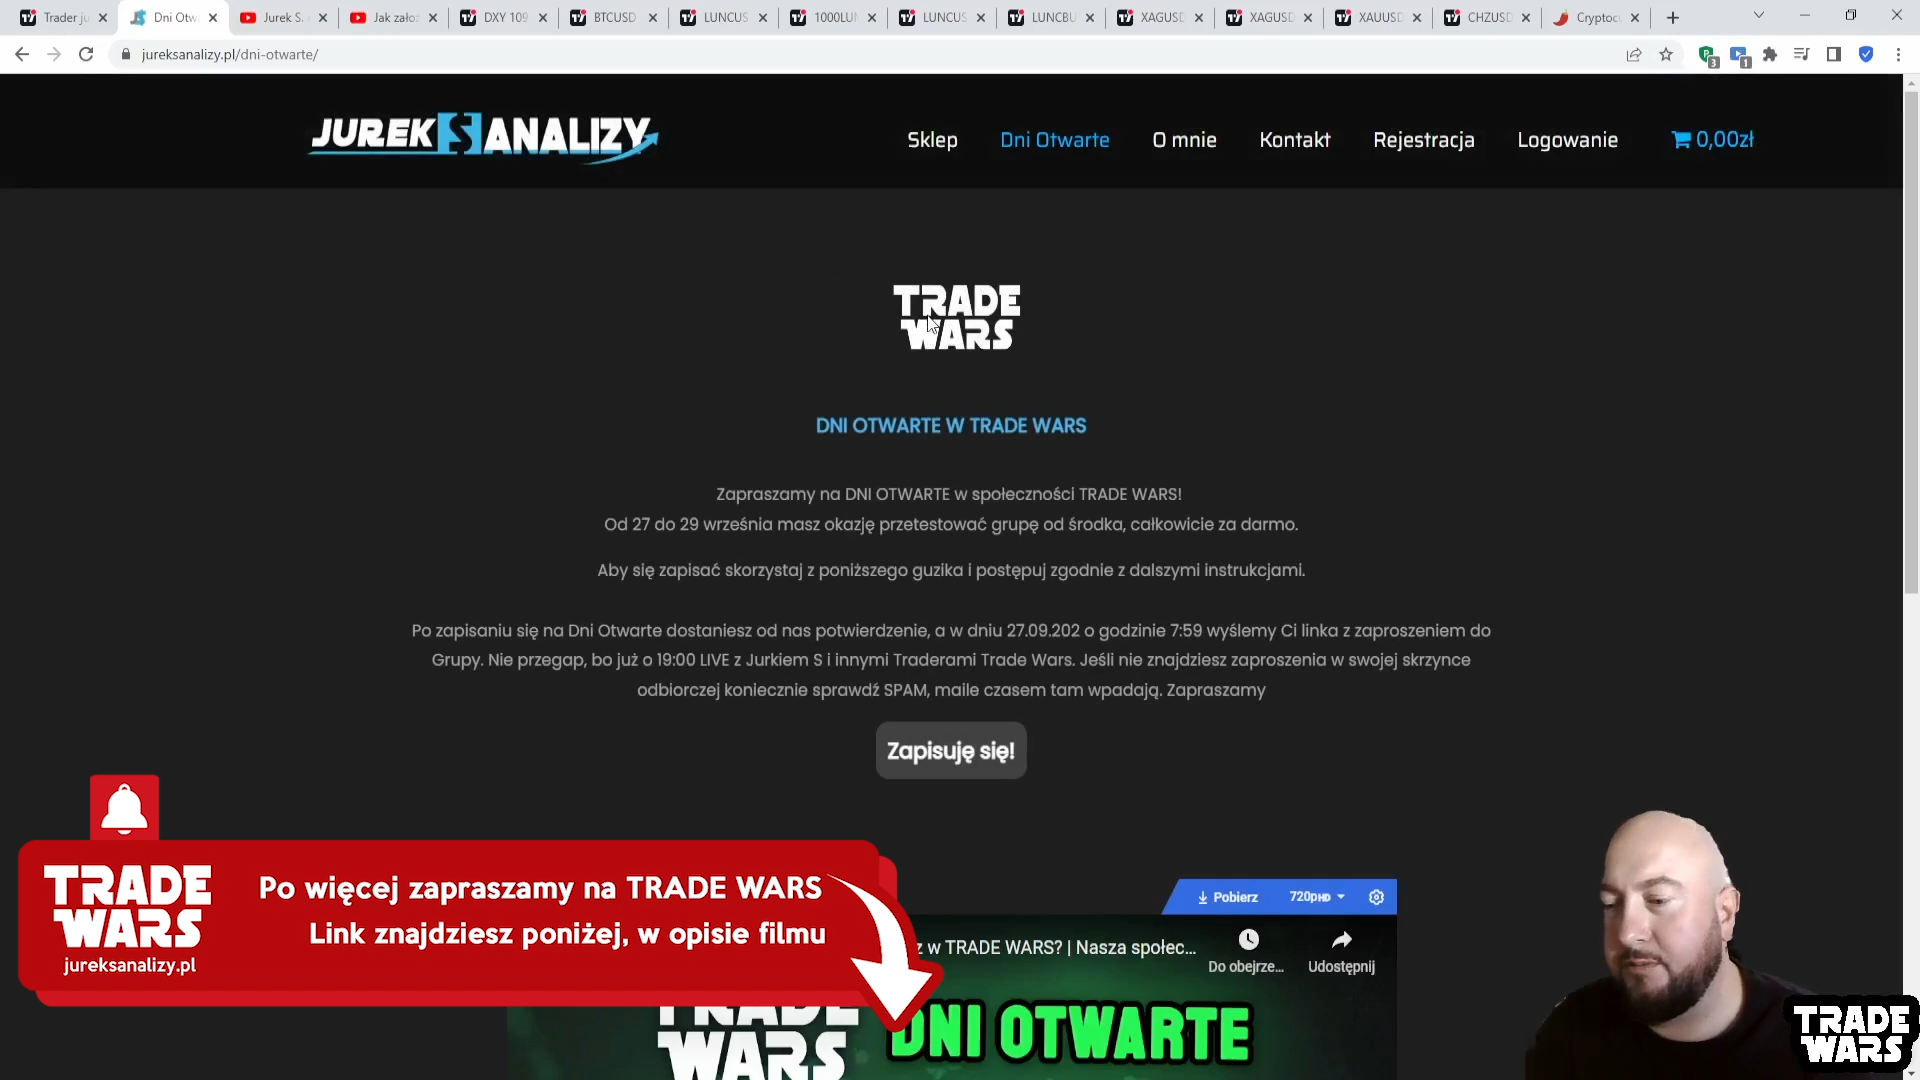 Trader ju
Dni Otw
Jurek S.
Jak zało
DXY 109
BTCUSD
LUNCUS
1000LUN
LUNCUS
LUNCBU
XAGUSD
XAGUSD
XAUUSD
CHZUSD
Cryptocu
jureksanalizy.pl/dni-otwarte/
3
1
JUREK S ANALIZY
Sklep
Dni Otwarte
O mnie
Kontakt
Rejestracja
Logowanie
0,00zł
TRADE
WARS
DNI OTWARTE W TRADE WARS
Zapraszamy na DNI OTWARTE w społeczności TRADE WARS!
Od 27 do 29 września masz okazję przetestować grupę od środka, całkowicie za darmo.
Aby się zapisać skorzystaj z poniższego guzika i postępuj zgodnie z dalszymi instrukcjami.
Po zapisaniu się na Dni Otwarte dostaniesz od nas potwierdzenie, a w dniu 27.09.202 o godzinie 7:59 wyślemy Ci linka z zaproszeniem do
Grupy. Nie przegap, bo już o 19:00 LIVE z Jurkiem S i innymi Traderami Trade Wars. Jeśli nie znajdziesz zaproszenia w swojej skrzynce
odbiorczej koniecznie sprawdź SPAM, maile czasem tam wpadają. Zapraszamy
Zapisuję się!
TRADE
WARS
jureksanalizy.pl
Po więcej zapraszamy na TRADE WARS
Link znajdziesz poniżej, w opisie filmu
Pobierz
720pHD
z w TRADE WARS? | Nasza społec...
Do obejrze...
Udostępnij
TRADE
WARS
DNI OTWARTE
TRADE
WARS